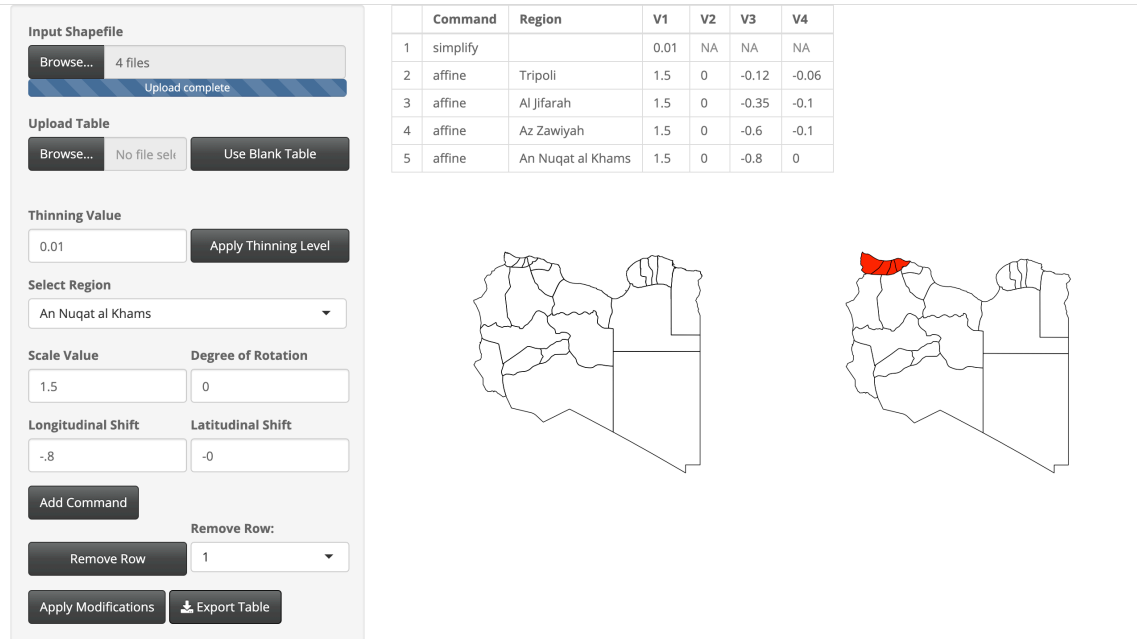 Input Shapefile
Browse... 4 files
Upload complete
Upload Table
Browse... No file sele Use Blank Table
Thinning Value
0.01 Apply Thinning Level
Select Region
An Nuqat al Khams
Scale Value Degree of Rotation
1.5 0
Longitudinal Shift Latitudinal Shift
-.8 -0
Add Command
Remove Row:
Remove Row 1
Apply Modifications Export Table
Command Region V1 V2 V3 V4
1 simplify 0.01 NA NA NA
2 affine Tripoli 1.5 0 -0.12 -0.06
3 affine Al Jifarah 1.5 0 -0.35 -0.1
4 affine Az Zawiyah 1.5 0 -0.6 -0.1
5 affine An Nuqat al Khams 1.5 0 -0.8 0